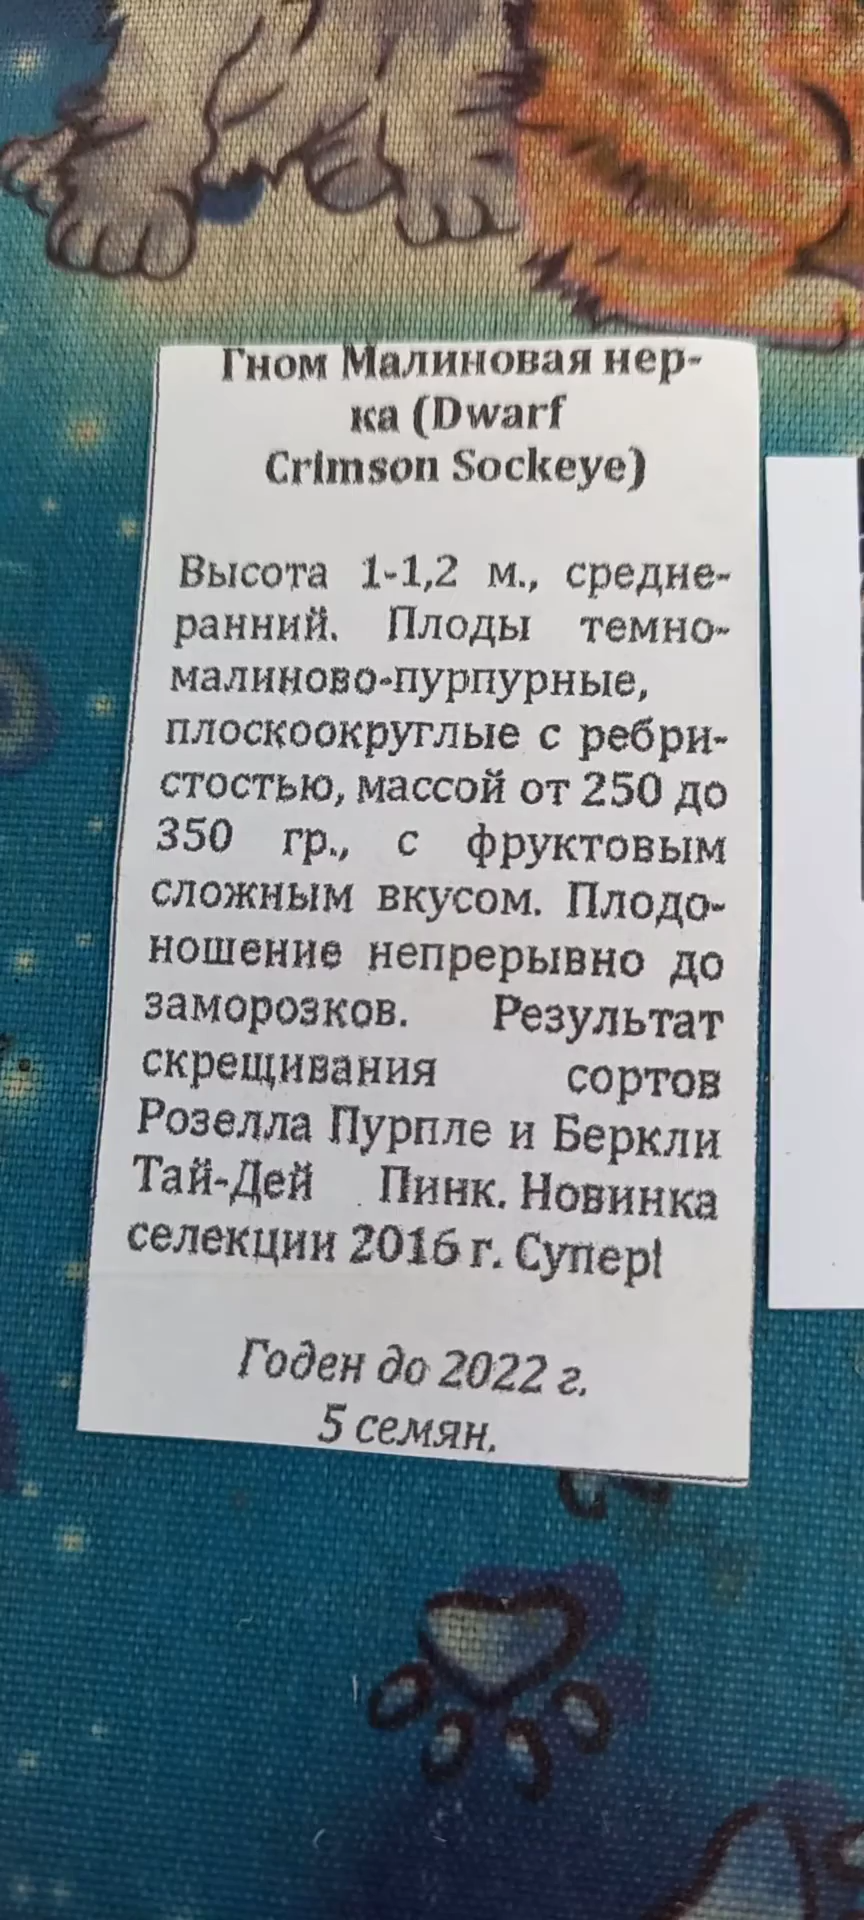 Гном Малиновая нер-
ка (Dwarf
Crimson Sockeye)
Высота 1-1,2 м., средне-
ранний. Плоды темно-
малиново-пурпурные,
плоскоокруглые с ребри-
стостью, массой от 250 до
350 гр., с фруктовым
сложным вкусом. Плодо-
ношение непрерывно до
заморозков. Результат
скрещивания сортов
Розелла Пурпле и Беркли
Тай-Дей Пинк. Новинка
селекции 2016 г. Супер!
Годен до 2022 г.
5 семян.